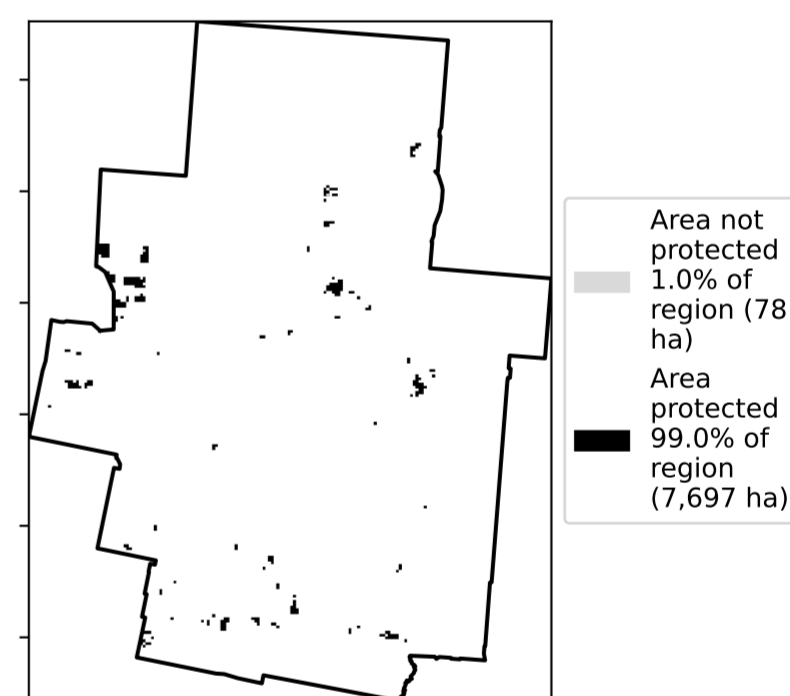 Area not
protected
1.0% of
region (78
ha)
Area
protected
99.0% of
region
(7,697 ha)